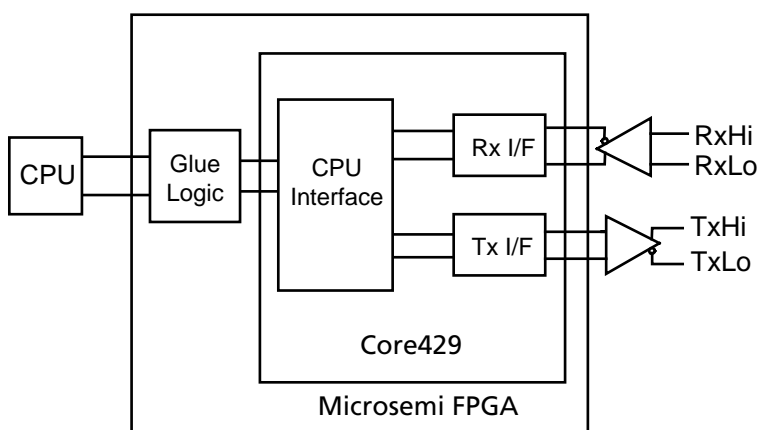 CPU
Glue
Logic
CPU
Interface
Rx I/F
Tx I/F
RxHi
RxLo
TxHi
TxLo
Core429
Microsemi FPGA